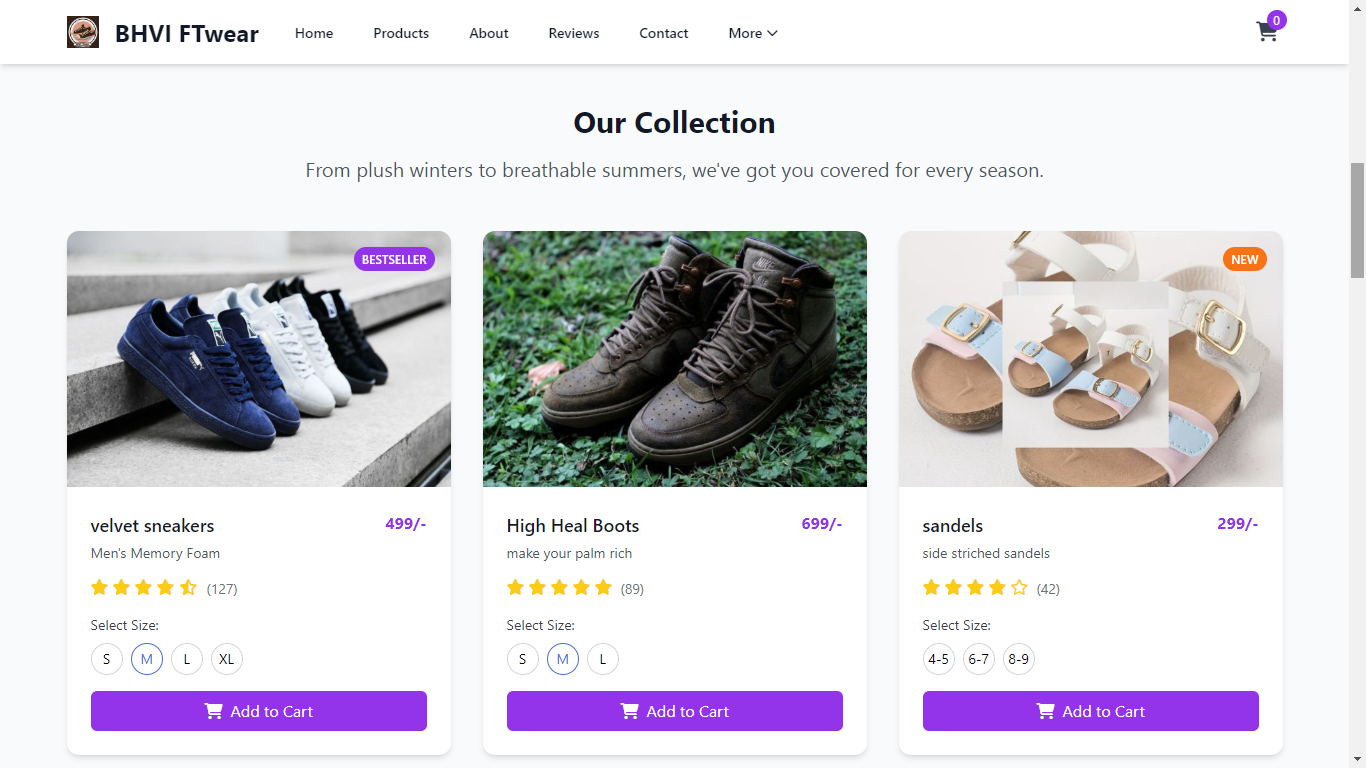 BHVI FTwear
Home
Products
About
Reviews
Contact
More
0
Our Collection
From plush winters to breathable summers, we've got you covered for every season.
BESTSELLER
NIKE
NEW
velvet sneakers
499/-
Men's Memory Foam
(127)
Select Size:
S
M
L
XL
Add to Cart
High Heal Boots
699/-
make your palm rich
(89)
Select Size:
S
M
L
Add to Cart
sandels
299/-
side striched sandels
(42)
Select Size:
4-5
6-7
8-9
Add to Cart